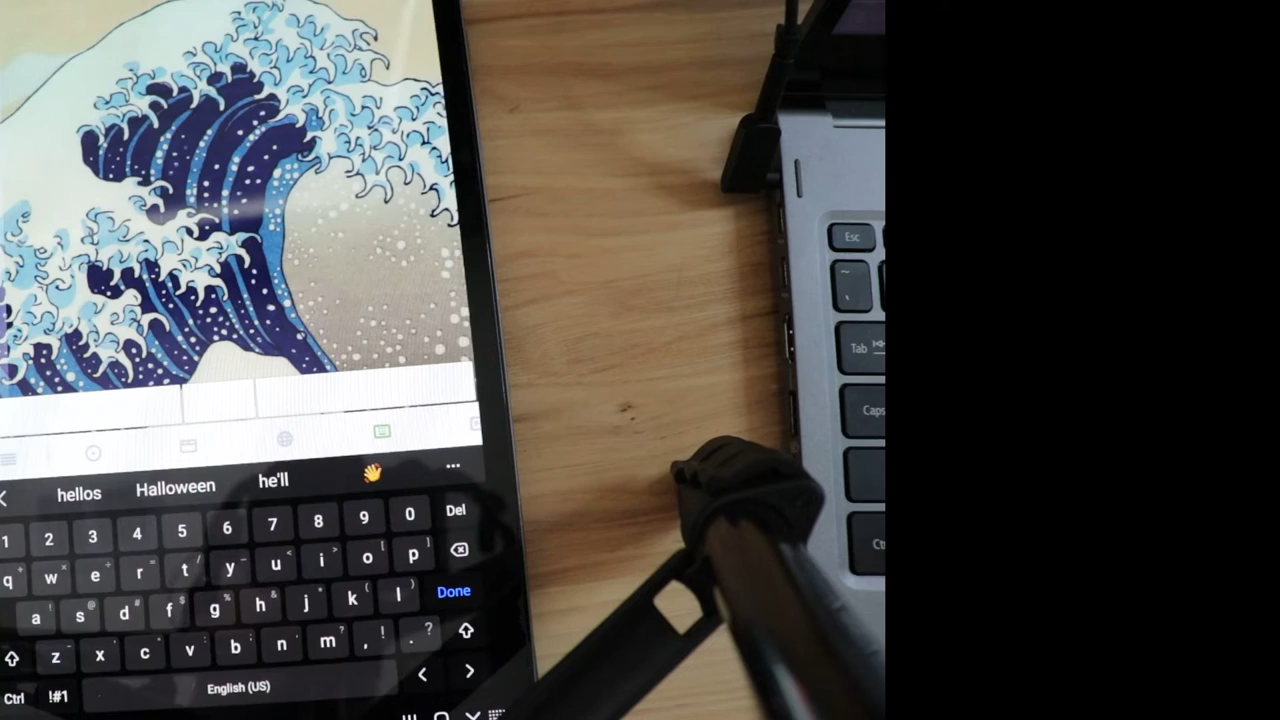 hellos Halloween he'll
1 2 3 4 5 6 7 8 9 0 Del
q w e r t y u i o p
a s d f g h j k l Done
z x c v b n m , ! . ?
Ctrl !#1 English (US)
Esc
~
Tab
Caps
Ctr